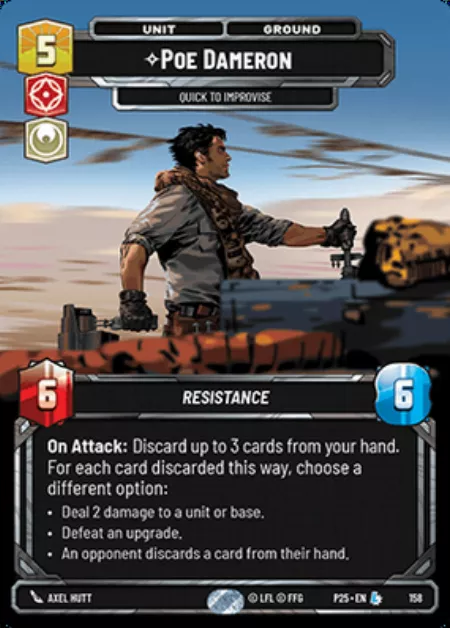 UNIT GROUND
5
✧POE DAMERON
QUICK TO IMPROVISE
6
RESISTANCE
6
On Attack: Discard up to 3 cards from your hand.
For each card discarded this way, choose a
different option:
• Deal 2 damage to a unit or base.
• Defeat an upgrade.
• An opponent discards a card from their hand.
AXEL HUTT © LFL © FFG P25 • EN 158